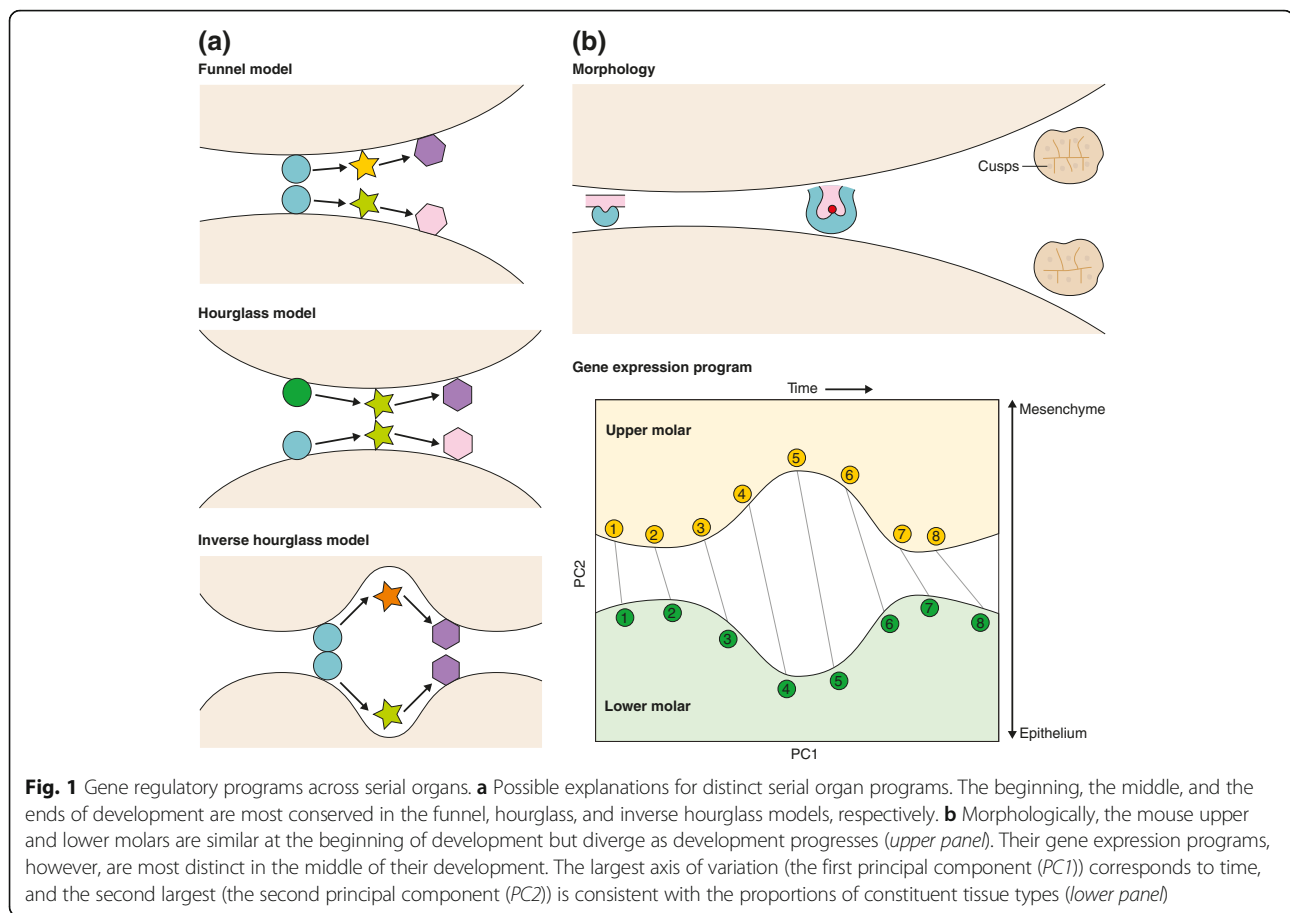 (a)
Funnel model
Hourglass model
Inverse hourglass model
(b)
Morphology
Cusps
Gene expression program
Time
Mesenchyme
Upper molar
1
2
3
4
5
6
7
8
PC2
1
2
3
4
5
6
7
8
Lower molar
Epithelium
PC1
Fig. 1 Gene regulatory programs across serial organs. a Possible explanations for distinct serial organ programs. The beginning, the middle, and the
ends of development are most conserved in the funnel, hourglass, and inverse hourglass models, respectively. b Morphologically, the mouse upper
and lower molars are similar at the beginning of development but diverge as development progresses (upper panel). Their gene expression programs,
however, are most distinct in the middle of their development. The largest axis of variation (the first principal component (PC1)) corresponds to time,
and the second largest (the second principal component (PC2)) is consistent with the proportions of constituent tissue types (lower panel)